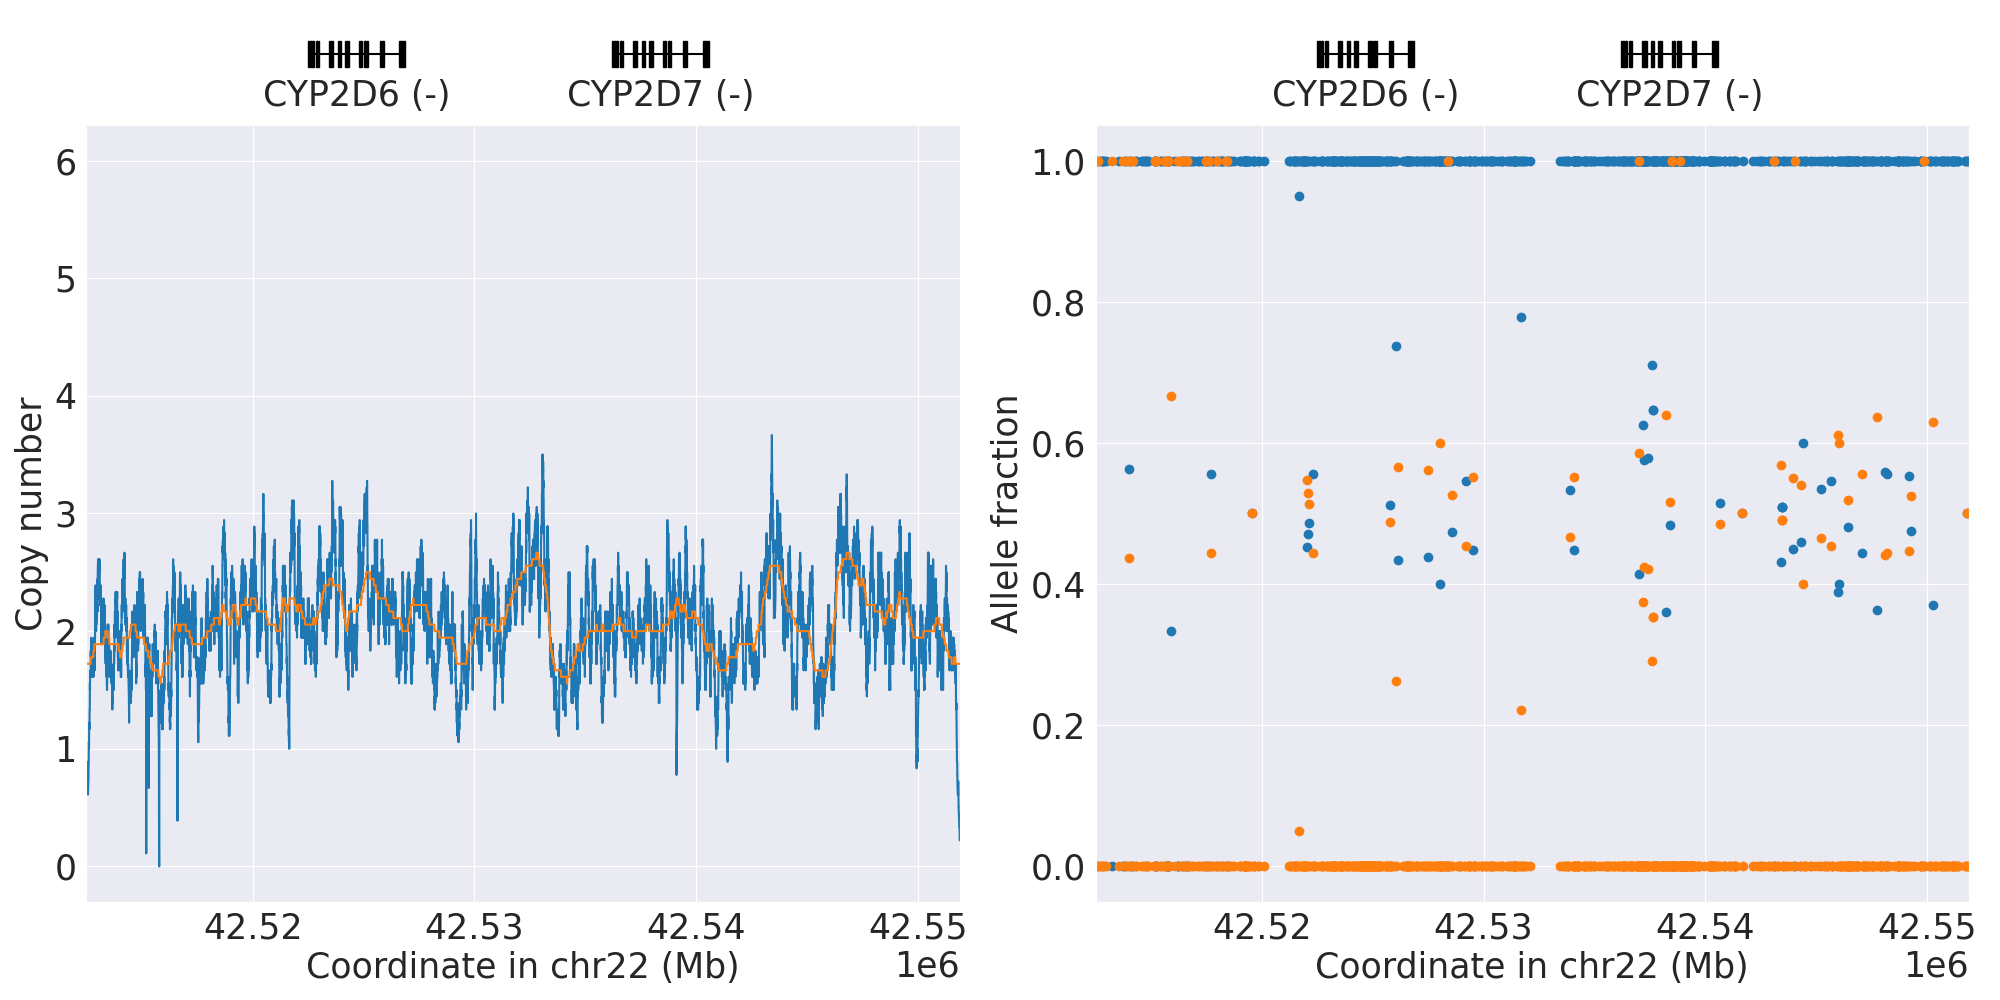 CYP2D6 (-) CYP2D7 (-)
Copy number
6
5
4
3
2
1
0
42.52 42.53 42.54 42.55
Coordinate in chr22 (Mb) 1e6
CYP2D6 (-) CYP2D7 (-)
Allele fraction
1.0
0.8
0.6
0.4
0.2
0.0
42.52 42.53 42.54 42.55
Coordinate in chr22 (Mb) 1e6